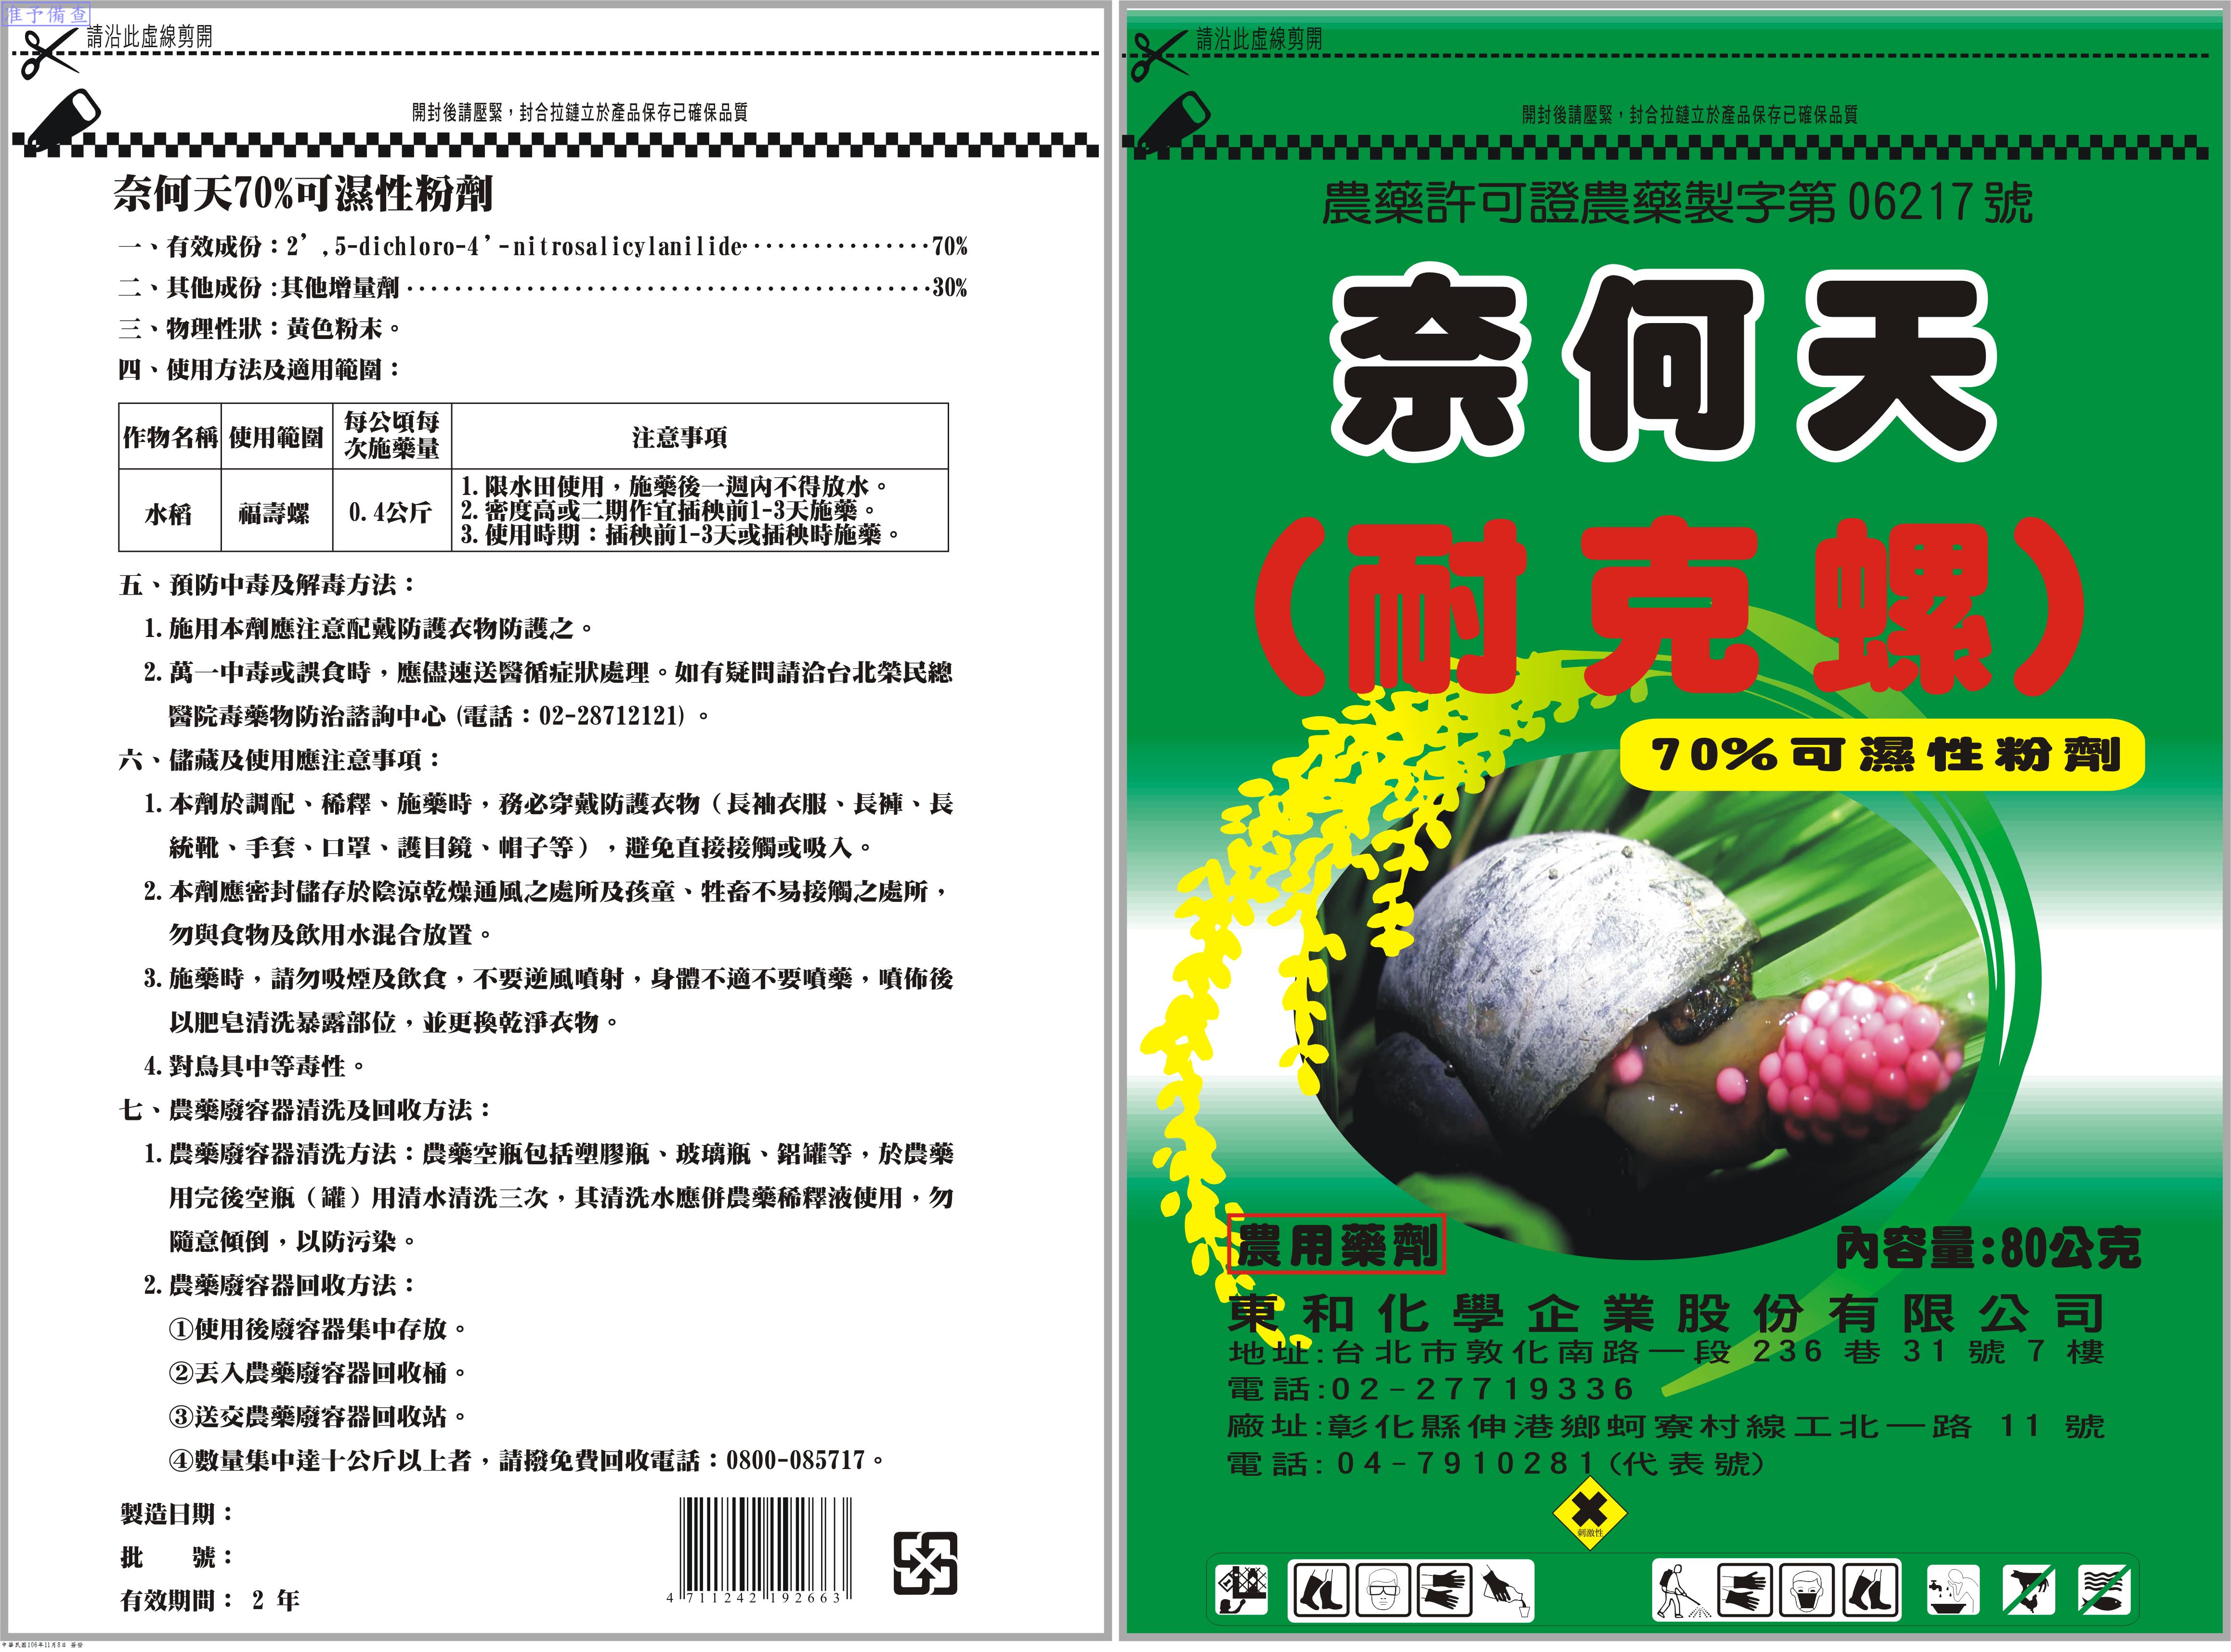 准予備查
請沿此虛線剪開
開封後請壓緊，封合拉鏈立於產品保存已確保品質
奈何天70%可濕性粉劑
一、有效成份：2’,5-dichloro-4’-nitrosalicylanilide················70%
二、其他成份:其他增量劑············································30%
三、物理性狀：黃色粉末。
四、使用方法及適用範圍：
作物名稱 使用範圍 每公頃每次施藥量 注意事項
水稻 福壽螺 0.4公斤
1.限水田使用，施藥後一週內不得放水。
2.密度高或二期作宜插秧前1-3天施藥。
3.使用時期：插秧前1-3天或插秧時施藥。
五、預防中毒及解毒方法：
1.施用本劑應注意配戴防護衣物防護之。
2.萬一中毒或誤食時，應儘速送醫循症狀處理。如有疑問請洽台北榮民總
醫院毒藥物防治諮詢中心(電話：02-28712121)。
六、儲藏及使用應注意事項：
1.本劑於調配、稀釋、施藥時，務必穿戴防護衣物（長袖衣服、長褲、長
統靴、手套、口罩、護目鏡、帽子等），避免直接接觸或吸入。
2.本劑應密封儲存於陰涼乾燥通風之處所及孩童、牲畜不易接觸之處所，
勿與食物及飲用水混合放置。
3.施藥時，請勿吸煙及飲食，不要逆風噴射，身體不適不要噴藥，噴佈後
以肥皂清洗暴露部位，並更換乾淨衣物。
4.對鳥具中等毒性。
七、農藥廢容器清洗及回收方法：
1.農藥廢容器清洗方法：農藥空瓶包括塑膠瓶、玻璃瓶、鋁罐等，於農藥
用完後空瓶（罐）用清水清洗三次，其清洗水應併農藥稀釋液使用，勿
隨意傾倒，以防污染。
2.農藥廢容器回收方法：
①使用後廢容器集中存放。
②丟入農藥廢容器回收桶。
③送交農藥廢容器回收站。
④數量集中達十公斤以上者，請撥免費回收電話：0800-085717。
製造日期：
批　　號：
有效期間： 2 年
4 711242 192663
中華民國106年11月8日 簽發
請沿此虛線剪開
開封後請壓緊，封合拉鏈立於產品保存已確保品質
農藥許可證農藥製字第06217號
奈何天
(耐克螺)
70%可濕性粉劑
農用藥劑
內容量:80公克
東和化學企業股份有限公司
地址:台北市敦化南路一段 236 巷 31 號 7 樓
電話:02-27719336
廠址:彰化縣伸港鄉蚵寮村線工北一路 11 號
電話: 04-7910281(代表號)
刺激性